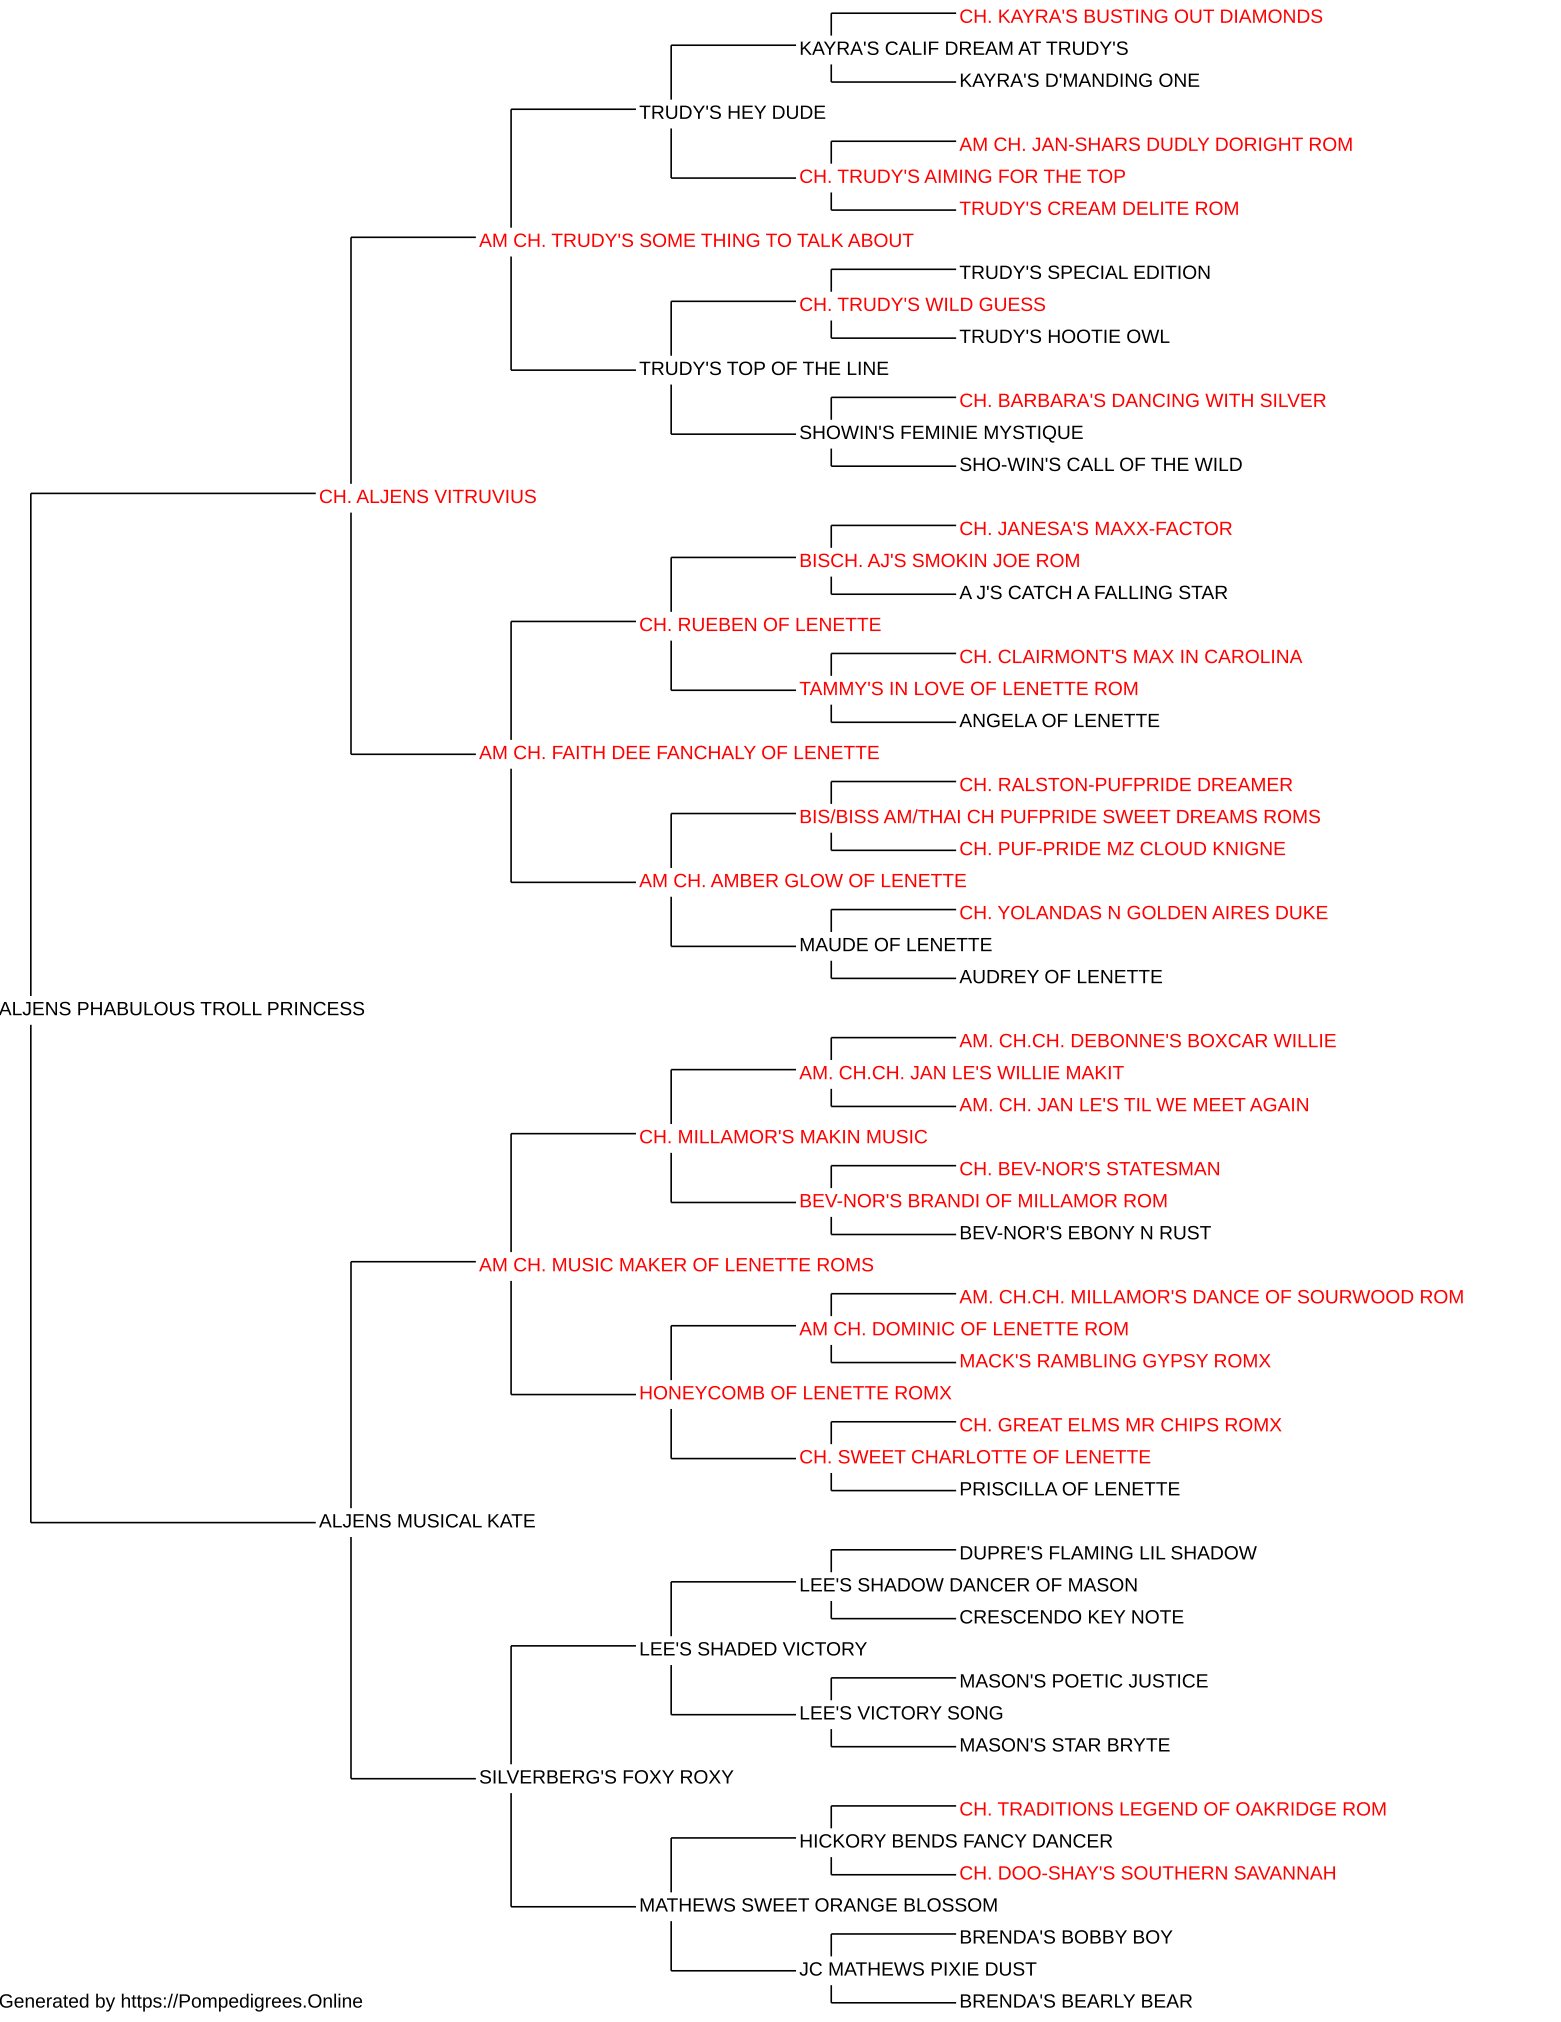 CH. KAYRA'S BUSTING OUT DIAMONDS
KAYRA'S CALIF DREAM AT TRUDY'S
KAYRA'S D'MANDING ONE
TRUDY'S HEY DUDE
AM CH. JAN-SHARS DUDLY DORIGHT ROM
CH. TRUDY'S AIMING FOR THE TOP
TRUDY'S CREAM DELITE ROM
AM CH. TRUDY'S SOME THING TO TALK ABOUT
TRUDY'S SPECIAL EDITION
CH. TRUDY'S WILD GUESS
TRUDY'S HOOTIE OWL
TRUDY'S TOP OF THE LINE
CH. BARBARA'S DANCING WITH SILVER
SHOWIN'S FEMINIE MYSTIQUE
SHO-WIN'S CALL OF THE WILD
CH. ALJENS VITRUVIUS
CH. JANESA'S MAXX-FACTOR
BISCH. AJ'S SMOKIN JOE ROM
A J'S CATCH A FALLING STAR
CH. RUEBEN OF LENETTE
CH. CLAIRMONT'S MAX IN CAROLINA
TAMMY'S IN LOVE OF LENETTE ROM
ANGELA OF LENETTE
AM CH. FAITH DEE FANCHALY OF LENETTE
CH. RALSTON-PUFPRIDE DREAMER
BIS/BISS AM/THAI CH PUFPRIDE SWEET DREAMS ROMS
CH. PUF-PRIDE MZ CLOUD KNIGNE
AM CH. AMBER GLOW OF LENETTE
CH. YOLANDAS N GOLDEN AIRES DUKE
MAUDE OF LENETTE
AUDREY OF LENETTE
ALJENS PHABULOUS TROLL PRINCESS
AM. CH.CH. DEBONNE'S BOXCAR WILLIE
AM. CH.CH. JAN LE'S WILLIE MAKIT
AM. CH. JAN LE'S TIL WE MEET AGAIN
CH. MILLAMOR'S MAKIN MUSIC
CH. BEV-NOR'S STATESMAN
BEV-NOR'S BRANDI OF MILLAMOR ROM
BEV-NOR'S EBONY N RUST
AM CH. MUSIC MAKER OF LENETTE ROMS
AM. CH.CH. MILLAMOR'S DANCE OF SOURWOOD ROM
AM CH. DOMINIC OF LENETTE ROM
MACK'S RAMBLING GYPSY ROMX
HONEYCOMB OF LENETTE ROMX
CH. GREAT ELMS MR CHIPS ROMX
CH. SWEET CHARLOTTE OF LENETTE
PRISCILLA OF LENETTE
ALJENS MUSICAL KATE
DUPRE'S FLAMING LIL SHADOW
LEE'S SHADOW DANCER OF MASON
CRESCENDO KEY NOTE
LEE'S SHADED VICTORY
MASON'S POETIC JUSTICE
LEE'S VICTORY SONG
MASON'S STAR BRYTE
SILVERBERG'S FOXY ROXY
CH. TRADITIONS LEGEND OF OAKRIDGE ROM
HICKORY BENDS FANCY DANCER
CH. DOO-SHAY'S SOUTHERN SAVANNAH
MATHEWS SWEET ORANGE BLOSSOM
BRENDA'S BOBBY BOY
JC MATHEWS PIXIE DUST
BRENDA'S BEARLY BEAR
Generated by https://Pompedigrees.Online